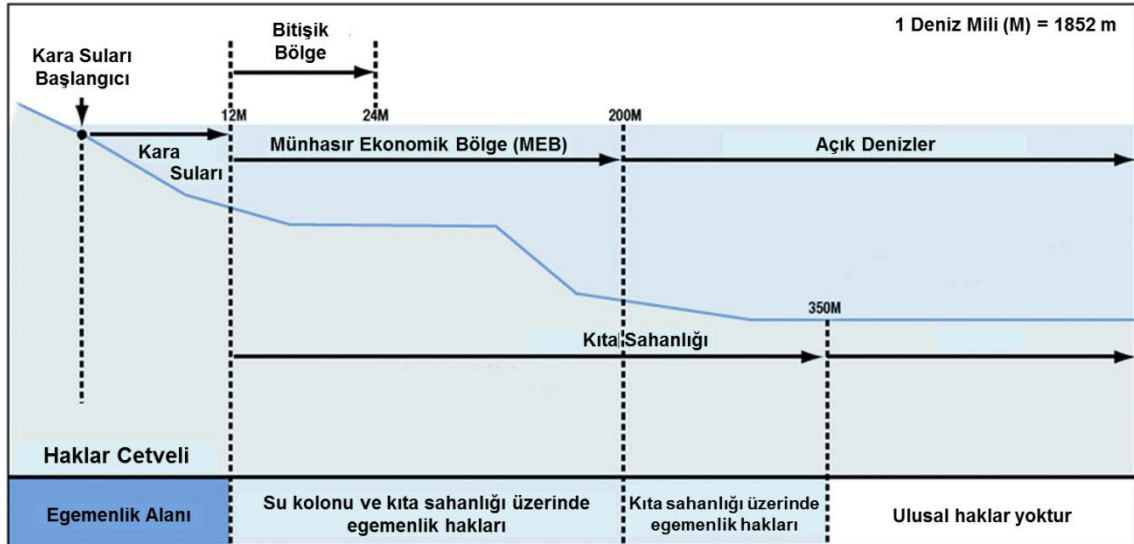 1 Deniz Mili (M) = 1852 m
Bitişik
Bölge
Kara Suları
Başlangıcı
12M
24M
200M
Kara
Suları
Münhasır Ekonomik Bölge (MEB)
Açık Denizler
350M
Kıta Sahanlığı
Haklar Cetveli
Egemenlik Alanı
Su kolonu ve kıta sahanlığı üzerinde
egemenlik hakları
Kıta sahanlığı üzerinde
egemenlik hakları
Ulusal haklar yoktur